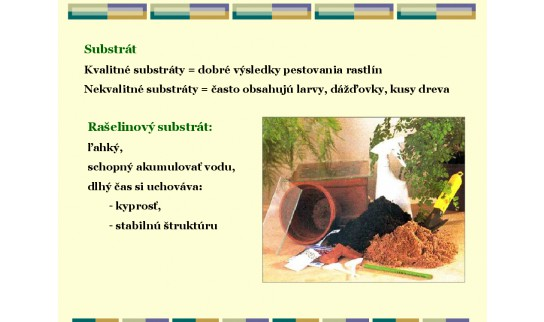 Substrát
Kvalitné substráty = dobré výsledky pestovania rastlín
Nekvalitné substráty = často obsahujú larvy, dážďovky, kusy dreva
Rašelinový substrát:
ľahký,
schopný akumulovať vodu,
dlhý čas si uchováva:
- kyprosť,
- stabilnú štruktúru